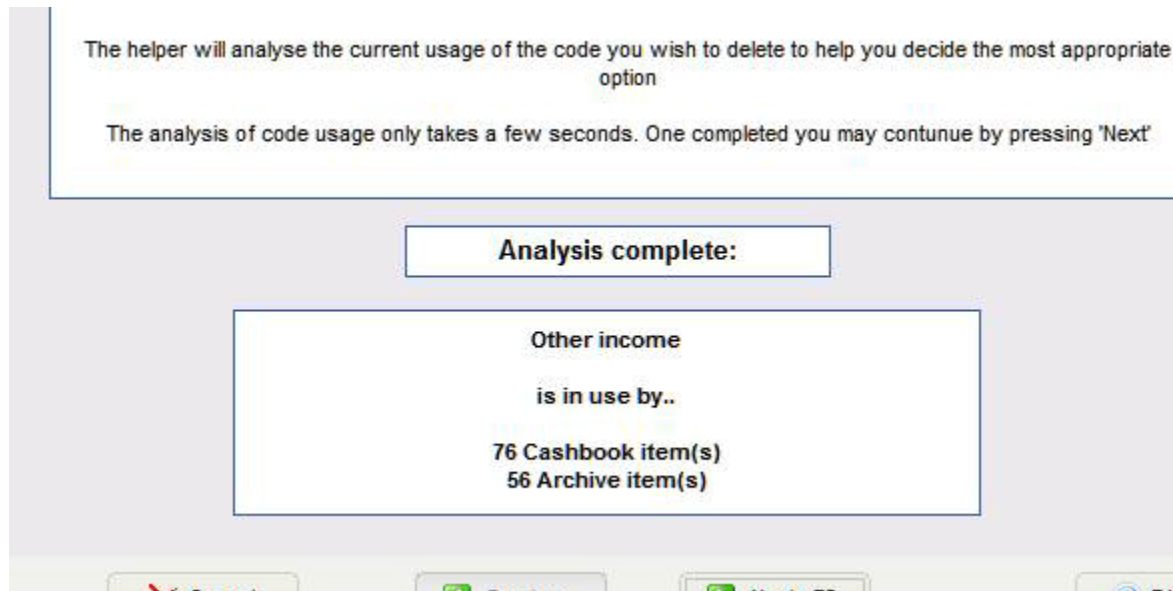 The helper will analyse the current usage of the code you wish to delete to help you decide the most appropriate
option
The analysis of code usage only takes a few seconds. One completed you may contunue by pressing 'Next'
Analysis complete:
Other income
is in use by..
76 Cashbook item(s)
56 Archive item(s)